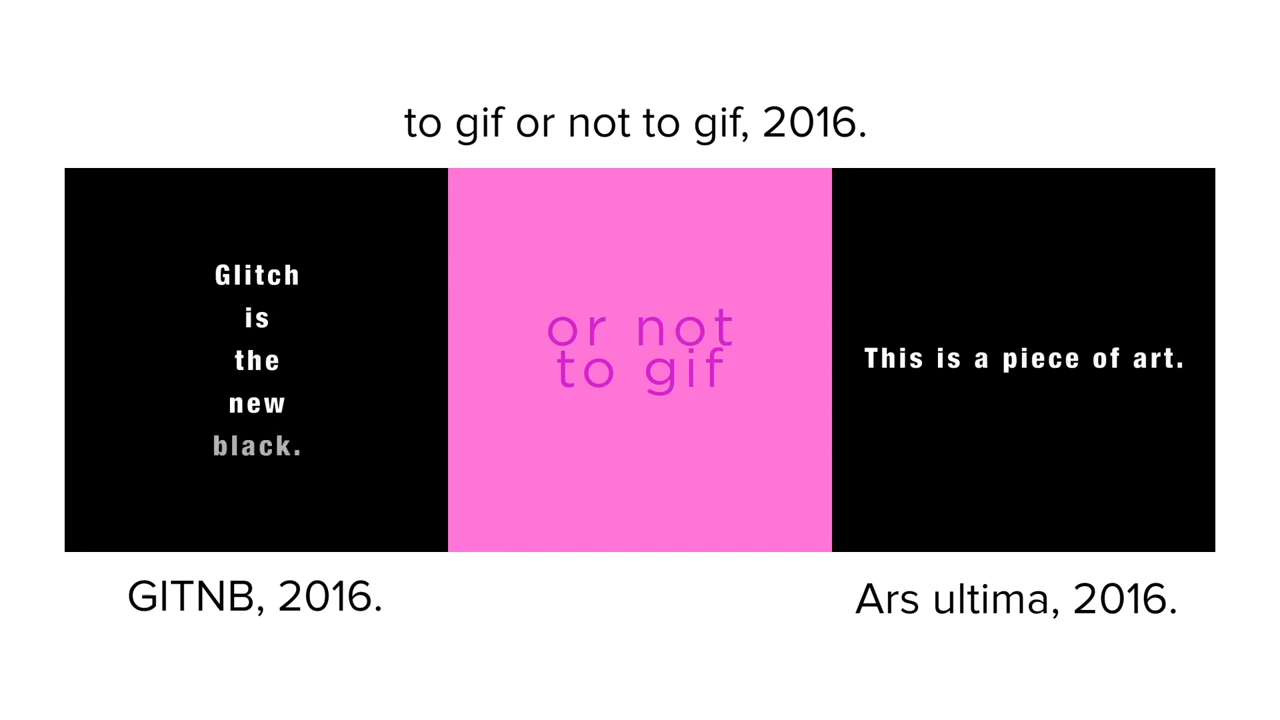 to gif or not to gif, 2016.
Glitch
is
the
new
black.
or not
to gif
This is a piece of art.
GITNB, 2016.
Ars ultima, 2016.